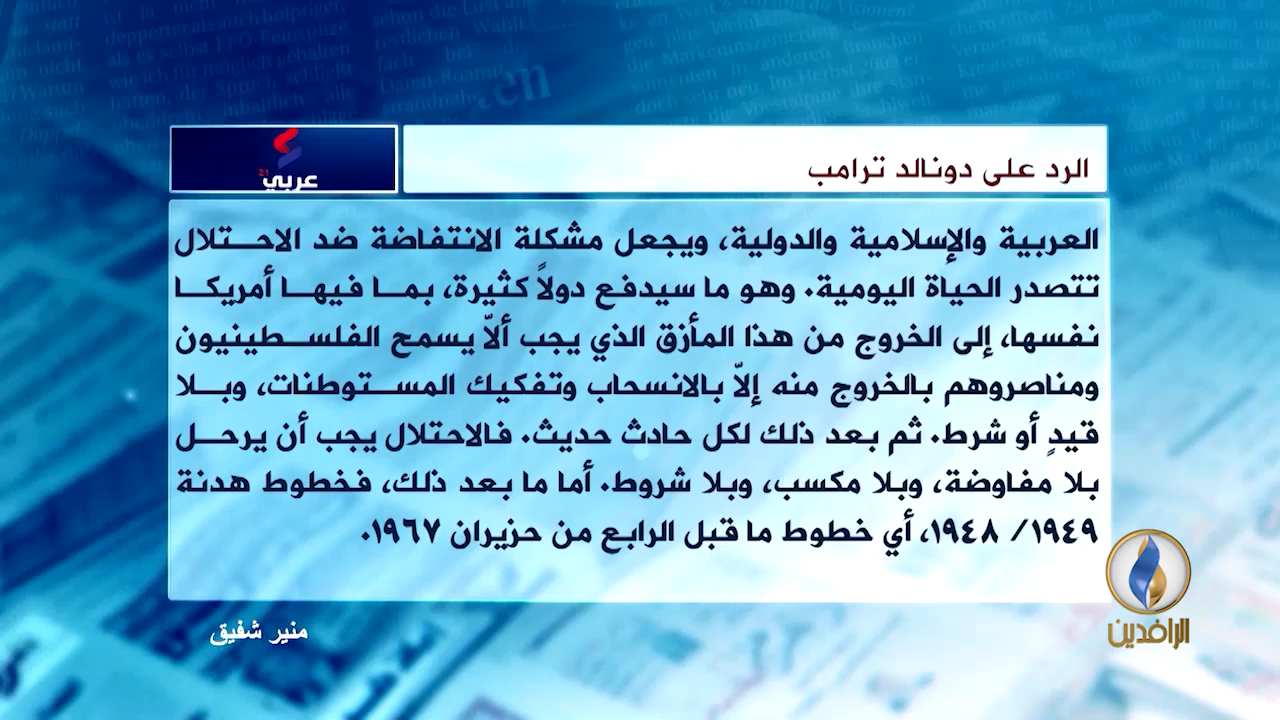 الرد على دونالد ترامب
عربي
21
العربية والإسلامية والدولية، ويجعل مشكلة الانتفاضة ضد الاحتلال
تتصدر الحياة اليومية. وهو ما سيدفع دولاً كثيرة، بما فيها أمريكا
نفسها، إلى الخروج من هذا المأزق الذي يجب ألاّ يسمح الفلسطينيون
ومناصروهم بالخروج منه إلاّ بالانسحاب وتفكيك المستوطنات، وبلا
قيدٍ أو شرط. ثم بعد ذلك لكل حادث حديث. فالاحتلال يجب أن يرحل
بلا مفاوضة، وبلا مكسب، وبلا شروط. أما ما بعد ذلك، فخطوط هدنة
١٩٤٩/ ١٩٤٨، أي خطوط ما قبل الرابع من حزيران ١٩٦٧.
منير شفيق
الرافدين